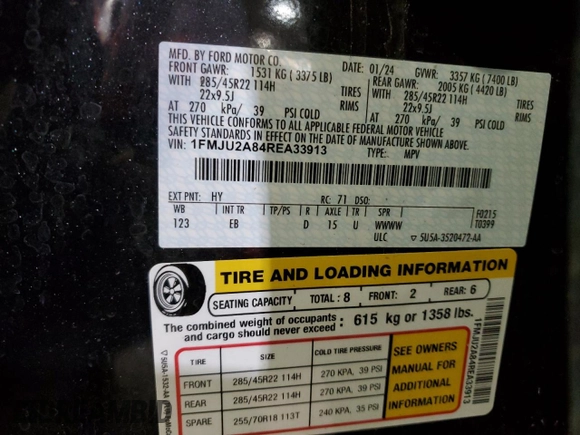 MFD. BY FORD MOTOR CO.
DATE: 01/24 GVWR: 3357 KG (7400 LB)
FRONT GAWR: 1531 KG (3375 LB) REAR GAWR: 2005 KG (4420 LB)
WITH 285/45R22 114H TIRES WITH 285/45R22 114H TIRES
22x9.5J RIMS 22x9.5J RIMS
AT 270 kPa/ 39 PSI COLD AT 270 kPa/ 39 PSI COLD
THIS VEHICLE CONFORMS TO ALL APPLICABLE FEDERAL MOTOR VEHICLE
SAFETY STANDARDS IN EFFECT ON THE DATE OF MANUFACTURE SHOWN ABOVE.
VIN: 1FMJU2A84REA33913 TYPE: MPV
EXT PNT: HY RC: 71 DSO:
WB INT TR TP/PS R AXLE TR SPR F0215
123 EB D 15 U WWWW T0399
ULC ▽ 5U5A-3520472-AA
TIRE AND LOADING INFORMATION
SEATING CAPACITY TOTAL: 8 FRONT: 2 REAR: 6
The combined weight of occupants
and cargo should never exceed: 615 kg or 1358 lbs.
TIRE SIZE COLD TIRE PRESSURE
FRONT 285/45R22 114H 270 KPA, 39 PSI
REAR 285/45R22 114H 270 KPA, 39 PSI
SPARE 255/70R18 113T 240 KPA, 35 PSI
SEE OWNERS
MANUAL FOR
ADDITIONAL
INFORMATION
1FMJU2A84REA33913
▽ 5U5A-1532-AA